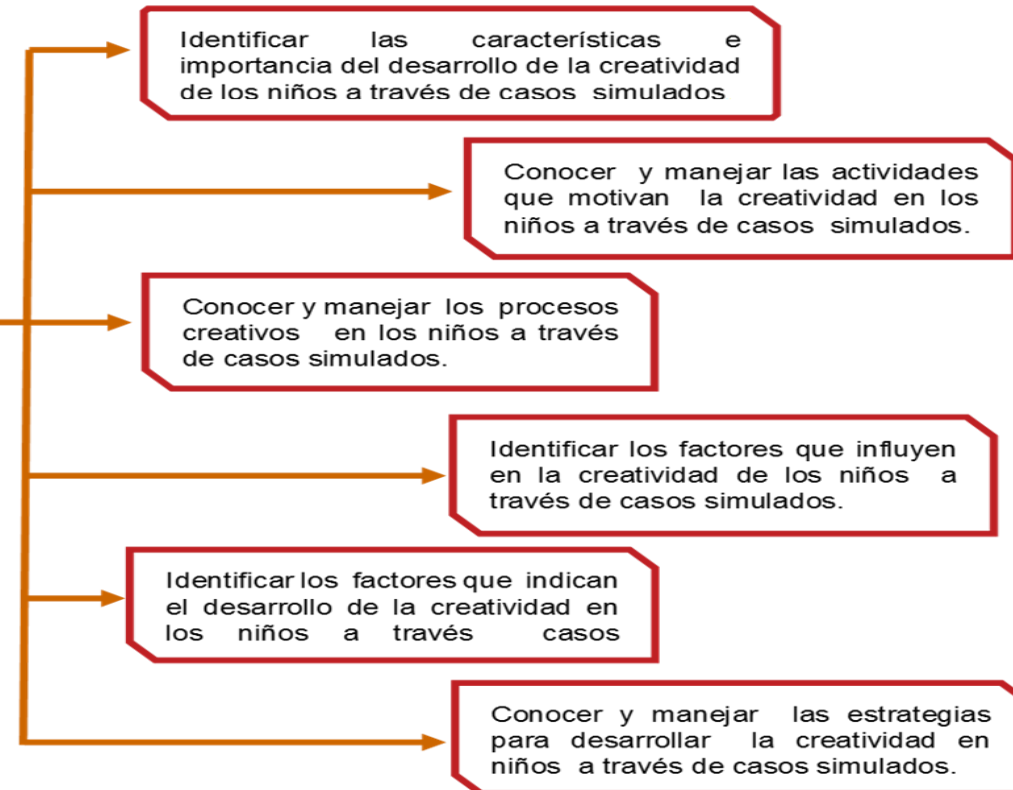 Identificar las características e
importancia del desarrollo de la creatividad
de los niños a través de casos simulados
Conocer y manejar las actividades
que motivan la creatividad en los
niños a través de casos simulados.
Conocer y manejar los procesos
creativos en los niños a través
de casos simulados.
Identificar los factores que influyen
en la creatividad de los niños a
través de casos simulados.
Identificar los factores que indican
el desarrollo de la creatividad en
los niños a través casos
Conocer y manejar las estrategias
para desarrollar la creatividad en
niños a través de casos simulados.